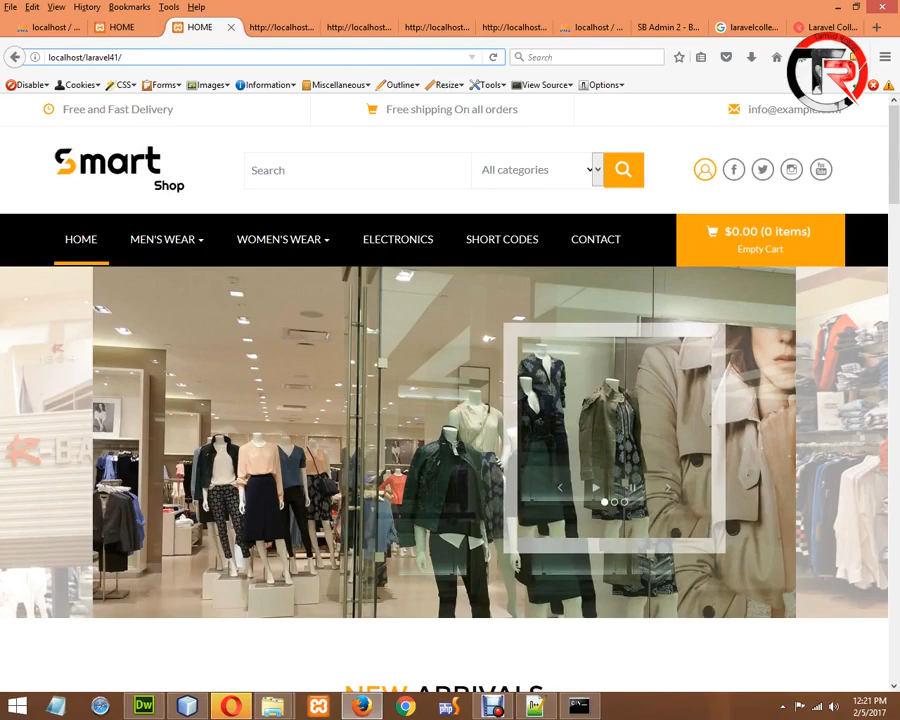 File Edit View History Bookmarks Tools Help
localhost / ... HOME HOME http://localhost... http://localhost... http://localhost... http://localhost... localhost / ... SB Admin 2 - B... laravelcolle... Laravel Coll...
localhost/laravel41/ Search
Disable Cookies CSS Forms Images Information Miscellaneous Outline Resize Tools View Source Options
Free and Fast Delivery Free shipping On all orders info@example.com
Smart
Shop
Search All categories
HOME MEN'S WEAR WOMEN'S WEAR ELECTRONICS SHORT CODES CONTACT
$0.00 (0 items)
Empty Cart
NEW ARRIVALS
Dw php
12:21 PM
2/5/2017